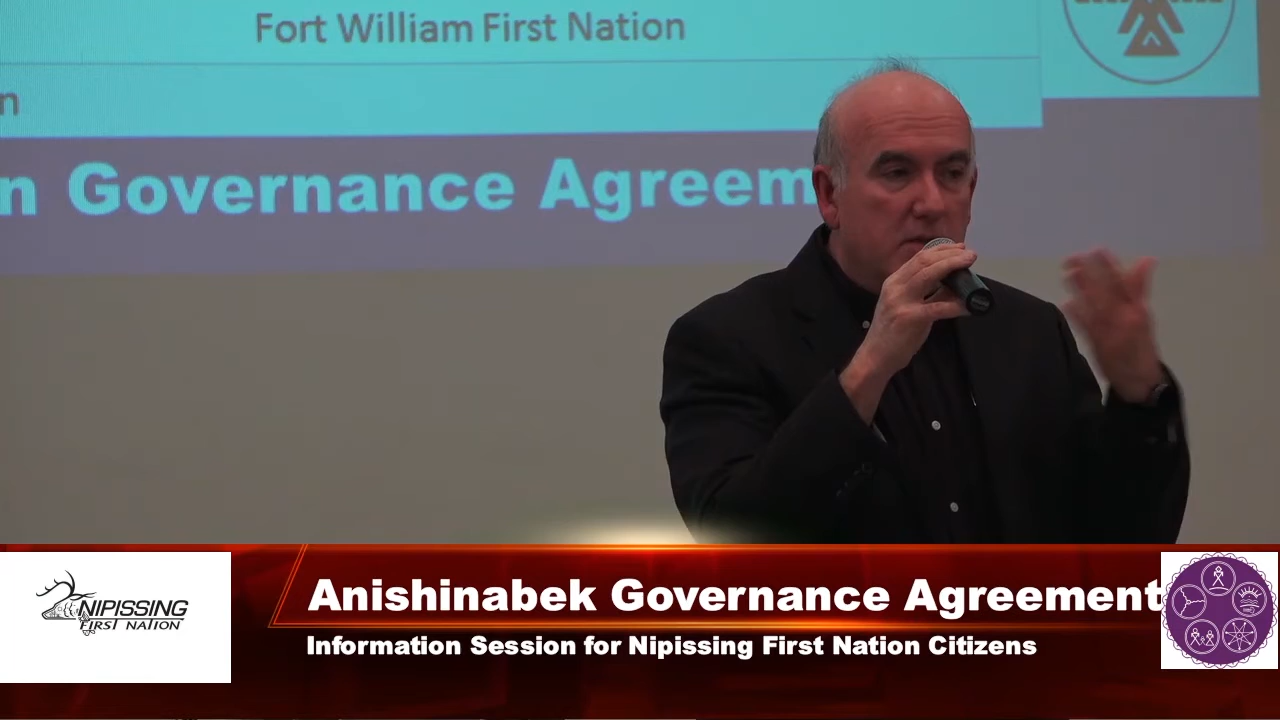 Fort William First Nation
n
n Governance Agreem
NIPISSING
FIRST NATION
Anishinabek Governance Agreement
Information Session for Nipissing First Nation Citizens